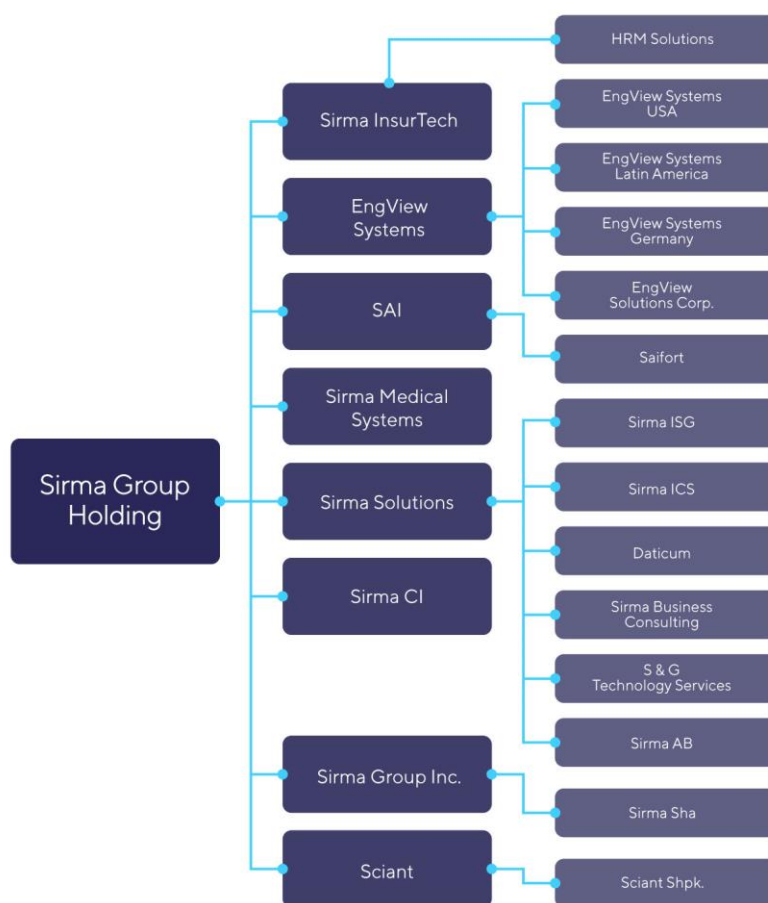 HRM Solutions
Sirma InsurTech
EngView Systems
USA
EngView Systems
Latin America
EngView
Systems
EngView Systems
Germany
EngView
Solutions Corp.
SAI
Saifort
Sirma Medical
Systems
Sirma ISG
Sirma Group
Holding
Sirma Solutions
Sirma ICS
Daticum
Sirma CI
Sirma Business
Consulting
S & G
Technology Services
Sirma AB
Sirma Group Inc.
Sirma Sha
Sciant
Sciant Shpk.